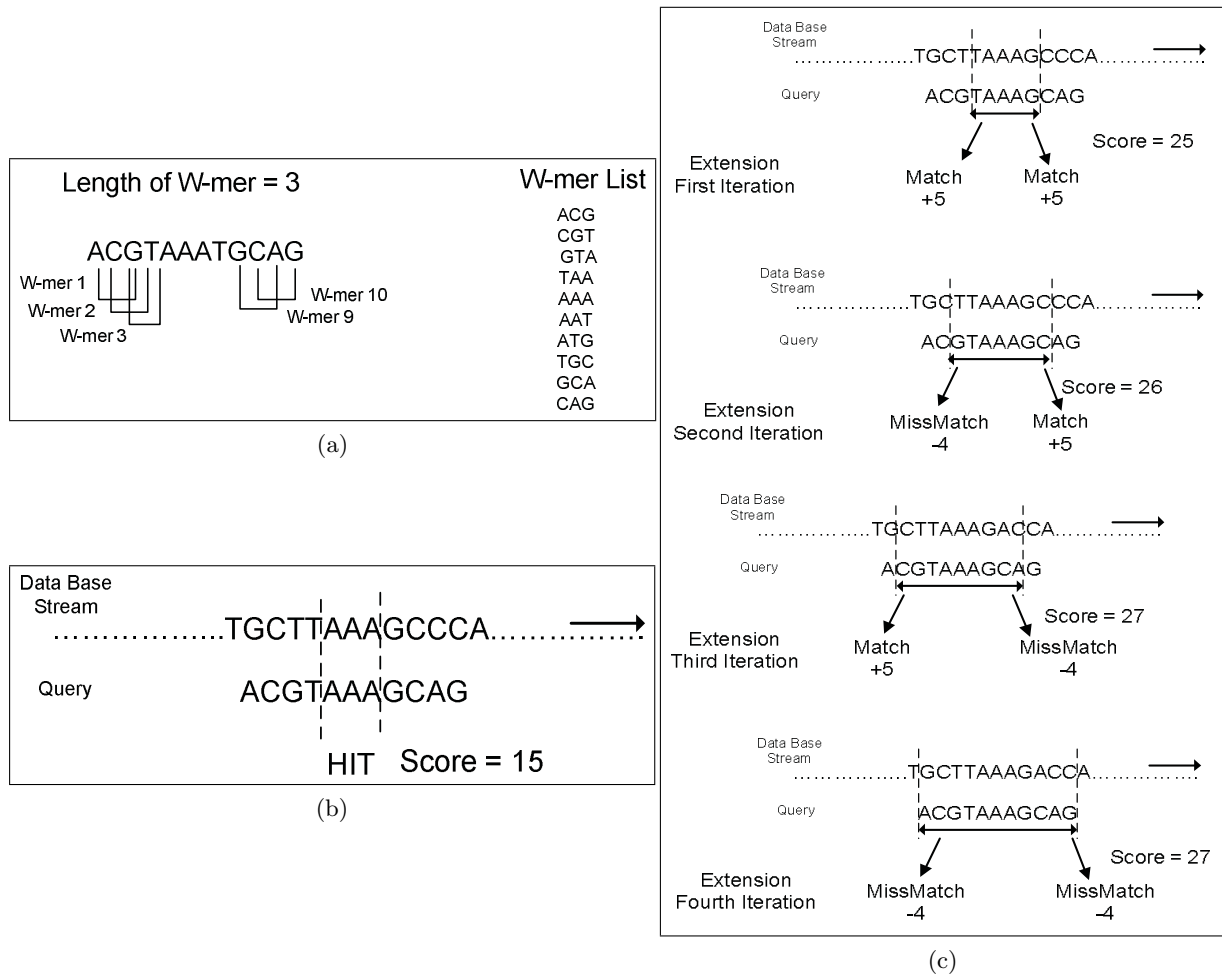 Length of W-mer = 3
W-mer List
ACGTAAATGCAG
W-mer 1
W-mer 2
W-mer 3
W-mer 10
W-mer 9
ACG
CGT
GTA
TAA
AAA
AAT
ATG
TGC
GCA
CAG
(a)
Data Base
Stream
........................TGCTTAAAGCCCA........................
Query
ACGTAAAGCAG
HIT Score = 15
(b)
Data Base
Stream
........................TGCTTAAAGCCCA........................
Query
ACGTAAAGCAG
Score = 25
Extension
First Iteration
Match
+5
Match
+5
Data Base
Stream
........................TGCTTAAAGCCCA........................
Query
ACGTAAAGCAG
Score = 26
Extension
Second Iteration
MissMatch
-4
Match
+5
Data Base
Stream
........................TGCTTAAAGACCA........................
Query
ACGTAAAGCAG
Score = 27
Extension
Third Iteration
Match
+5
MissMatch
-4
Data Base
Stream
........................TGCTTAAAGACCA........................
Query
ACGTAAAGCAG
Score = 27
Extension
Fourth Iteration
MissMatch
-4
MissMatch
-4
(c)